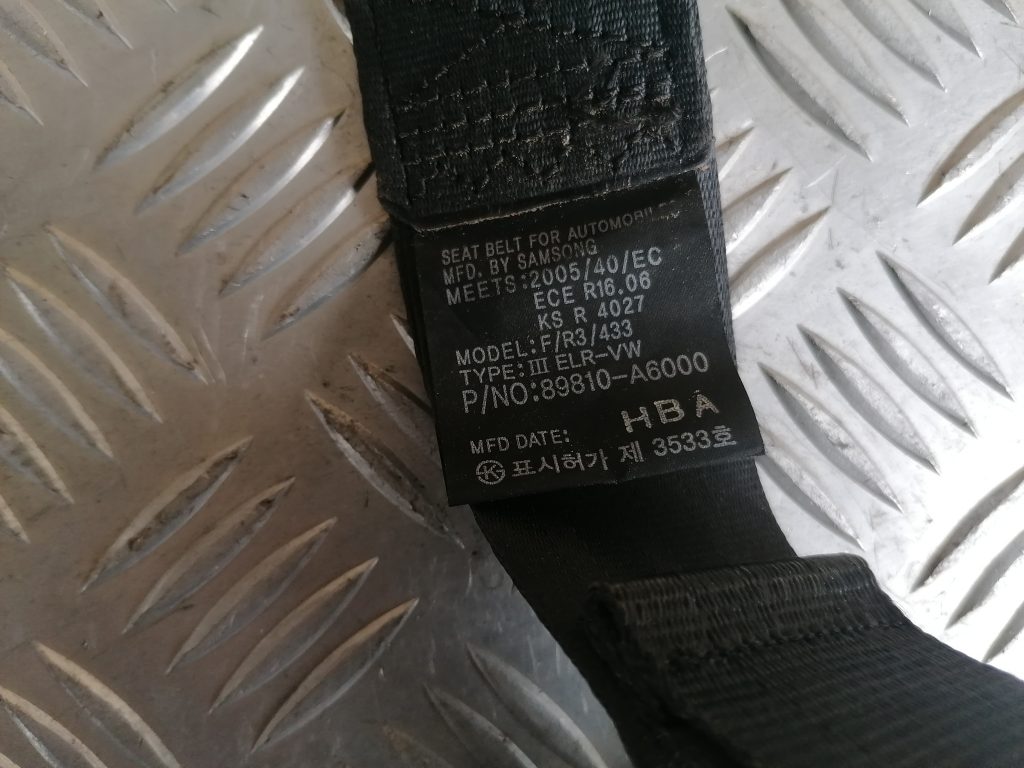 SEAT BELT FOR AUTOMOBILES
MFD. BY SAMSONG
MEETS:2005/40/EC
ECE R16.06
KS R 4027
MODEL:F/R3/433
TYPE:III ELR-VW
P/NO:89810-A6000
HBA
MFD DATE:
㉿ 표시허가 제 3533호